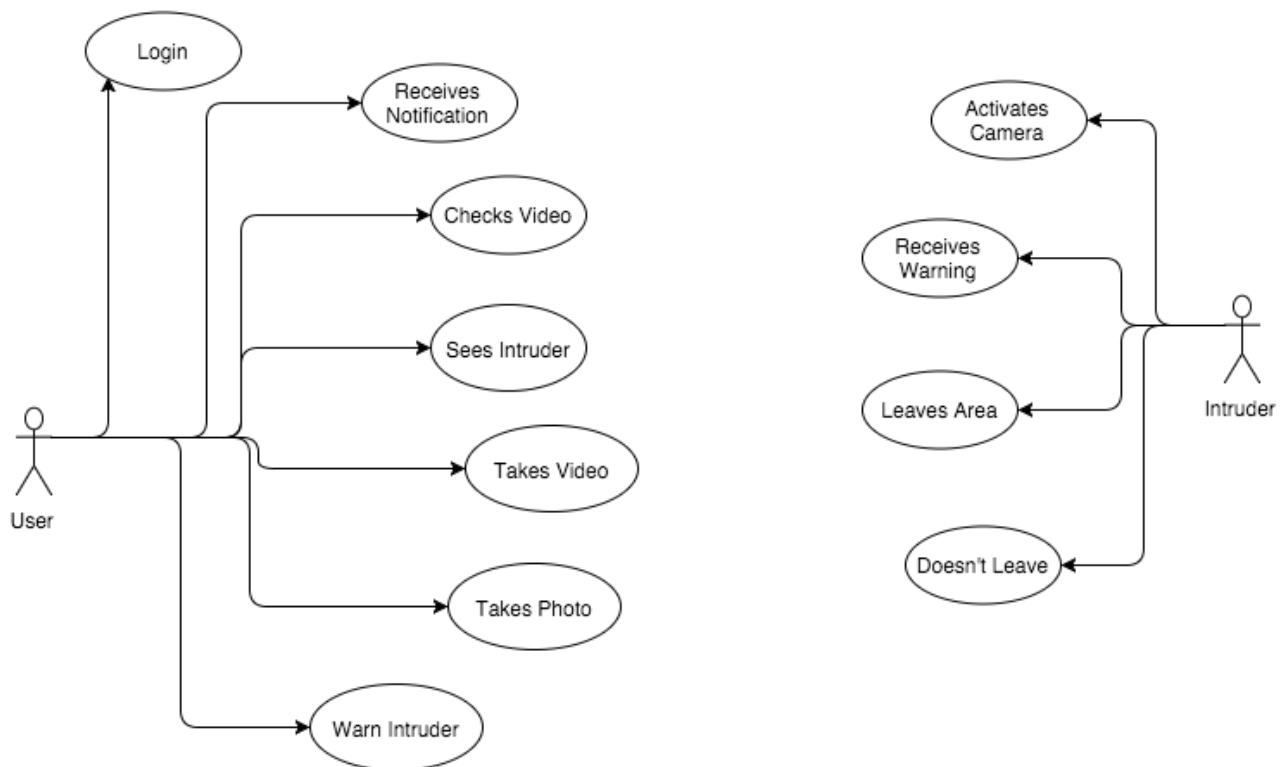 Login
Receives
Notification
Checks Video
Sees Intruder
Takes Video
Takes Photo
Warn Intruder
User
Activates
Camera
Receives
Warning
Leaves Area
Doesn't Leave
Intruder